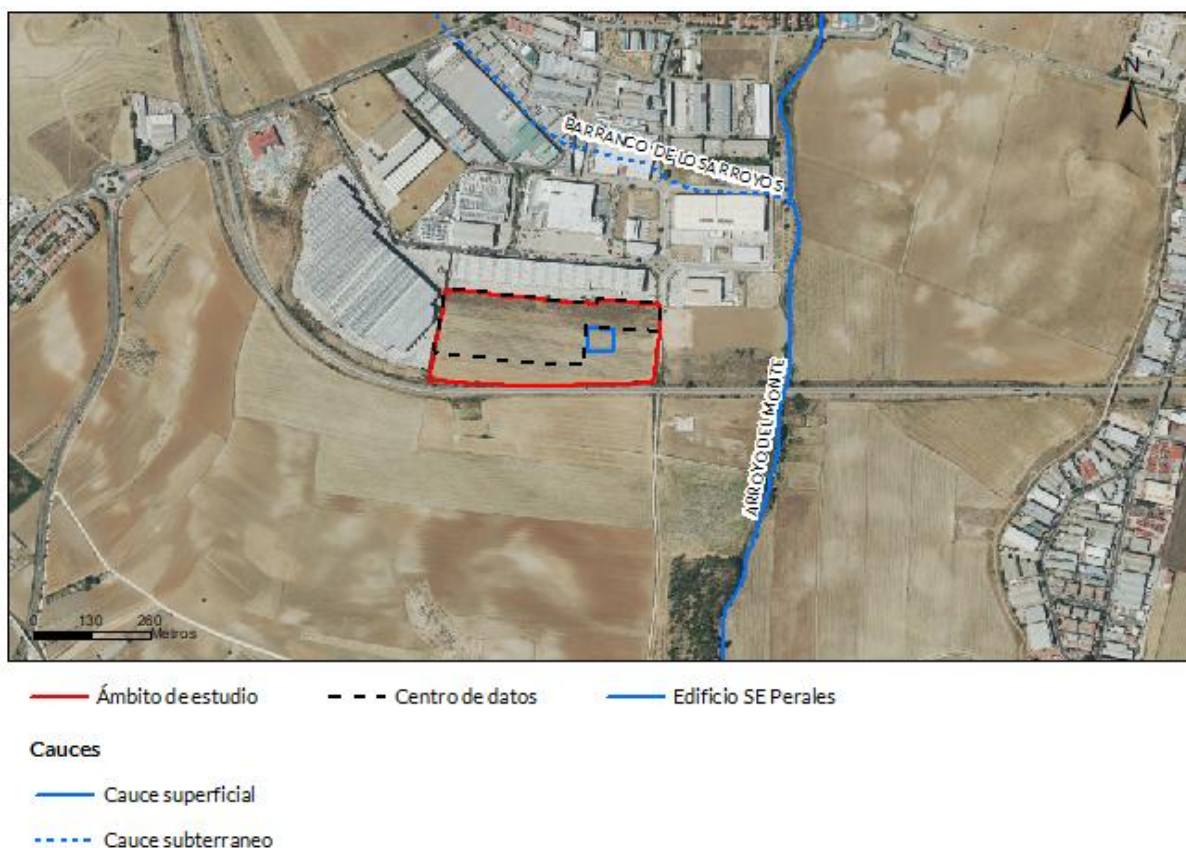 N
BARRANCO DE LOS ARROYOS
ARROYO DEL MONTE
0 130 260
Metros
Ámbito de estudio
Centro de datos
Edificio SE Perales
Cauces
Cauce superficial
Cauce subterraneo